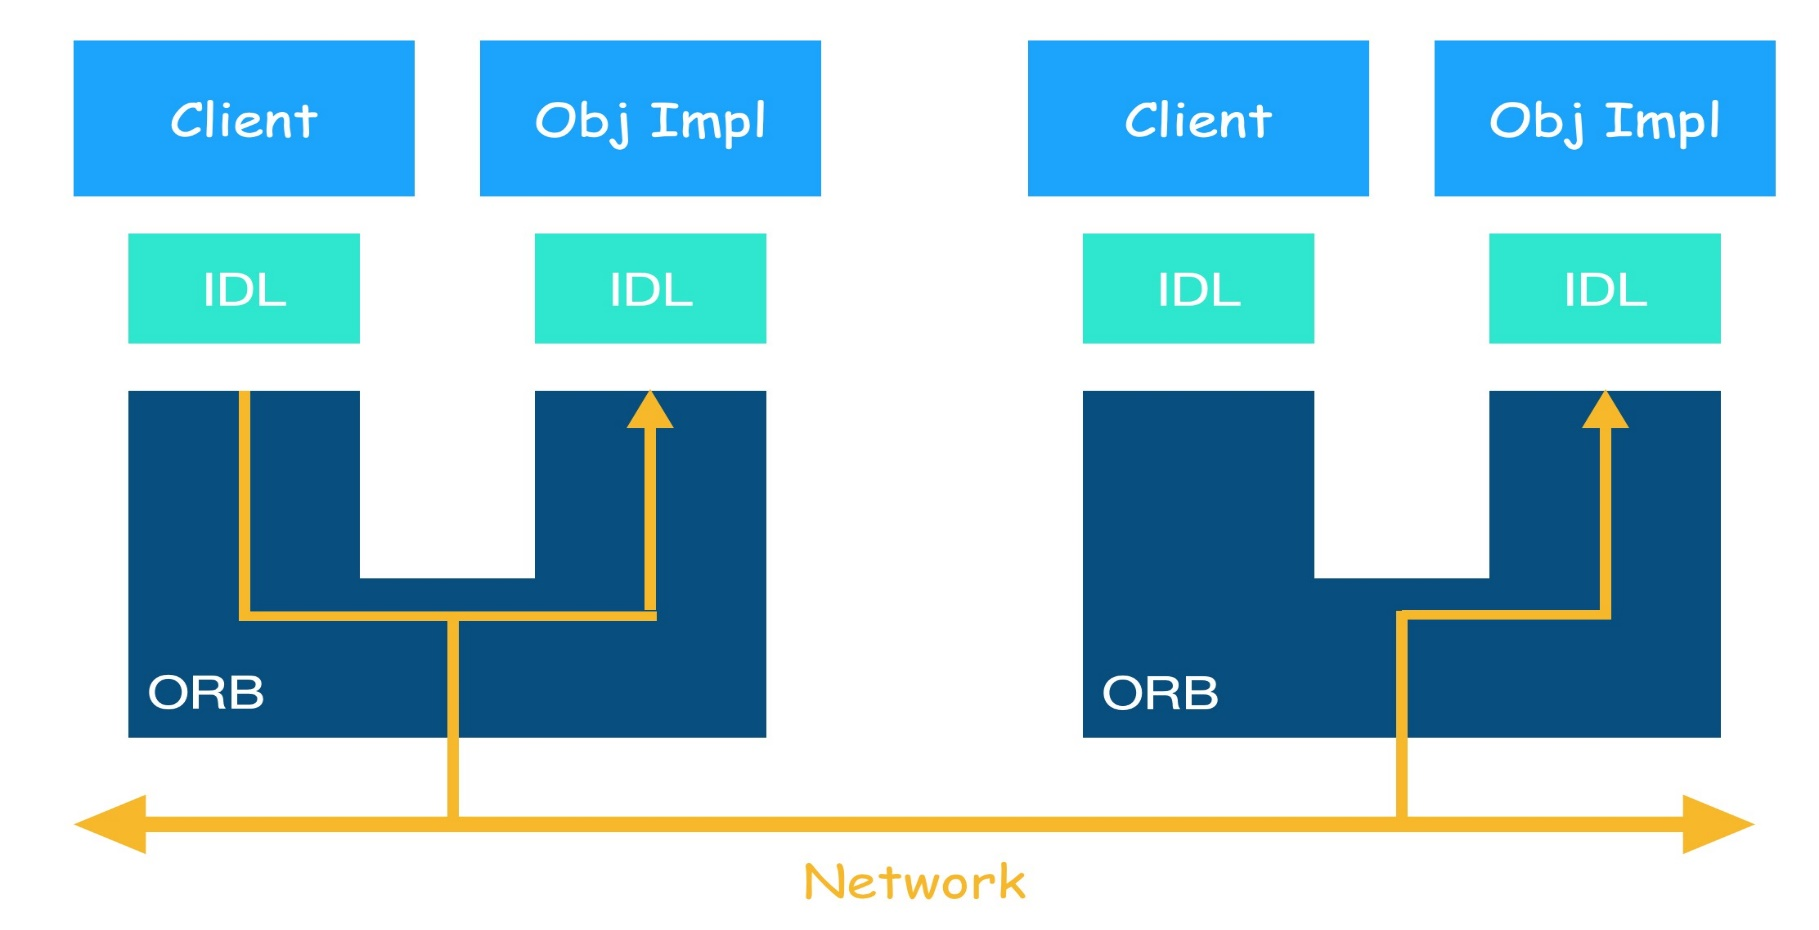 Client
Obj Impl
Client
Obj Impl
IDL
IDL
IDL
IDL
ORB
ORB
Network